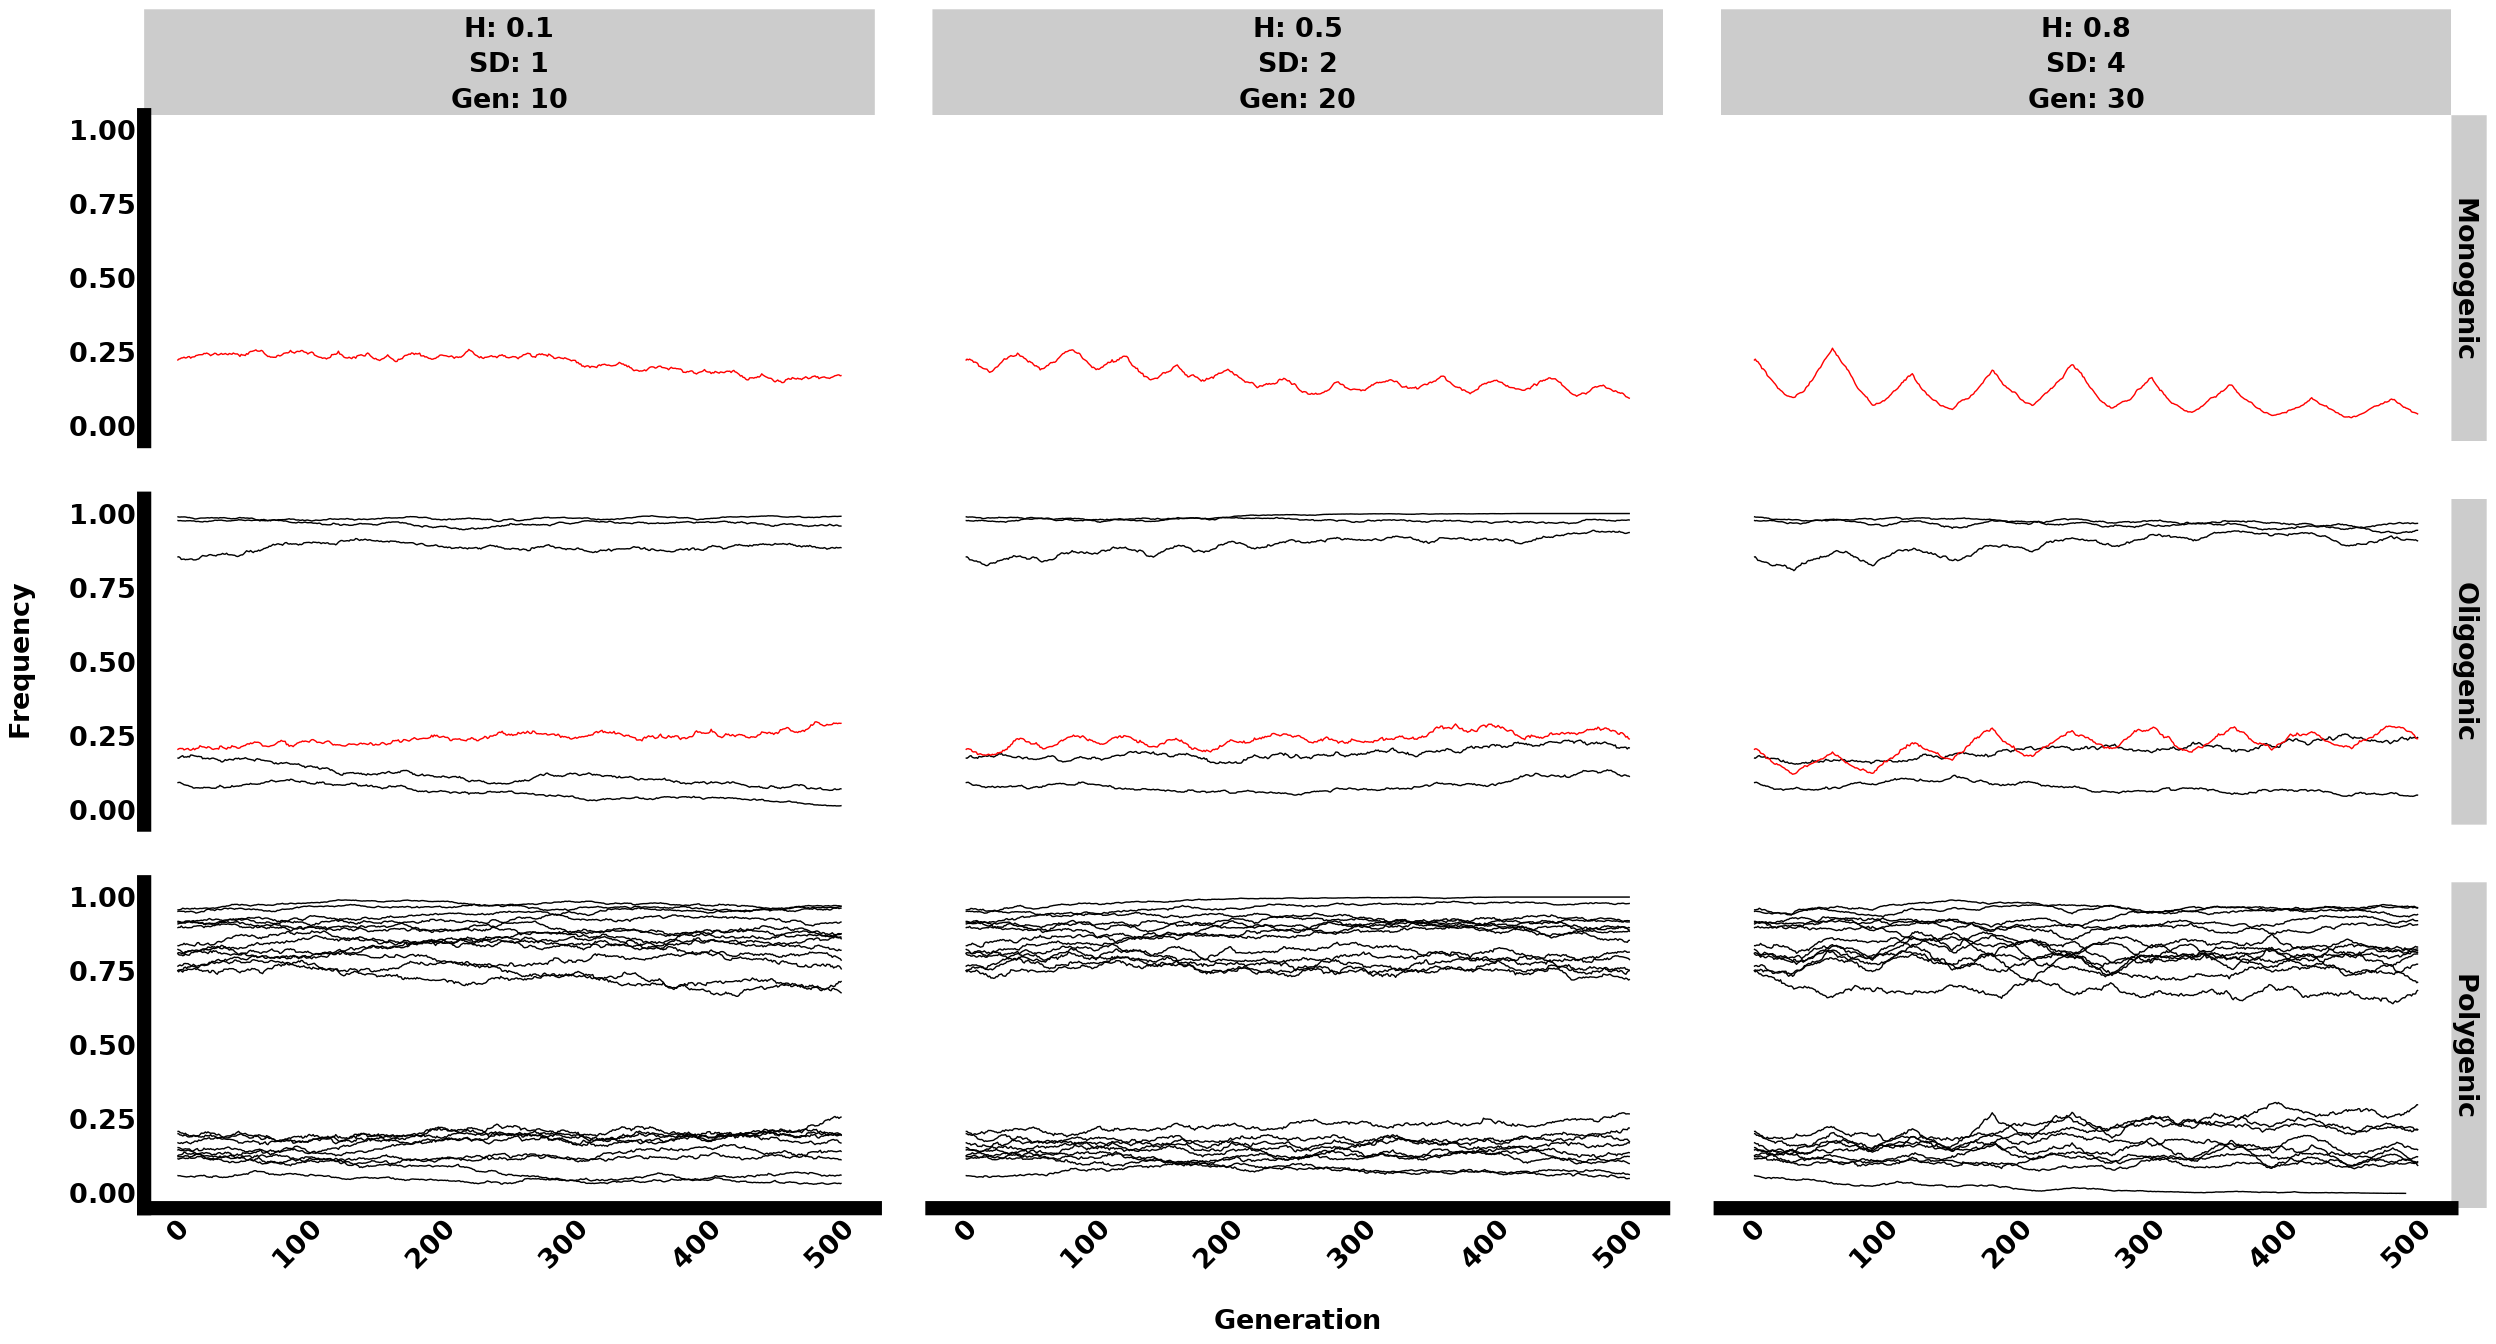 H: 0.1
SD: 1
Gen: 10
H: 0.5
SD: 2
Gen: 20
H: 0.8
SD: 4
Gen: 30
1.00
0.75
0.50
0.25
0.00
Monogenic
1.00
0.75
0.50
0.25
0.00
Oligogenic
Frequency
1.00
0.75
0.50
0.25
0.00
Polygenic
0 100 200 300 400 500
0 100 200 300 400 500
0 100 200 300 400 500
Generation